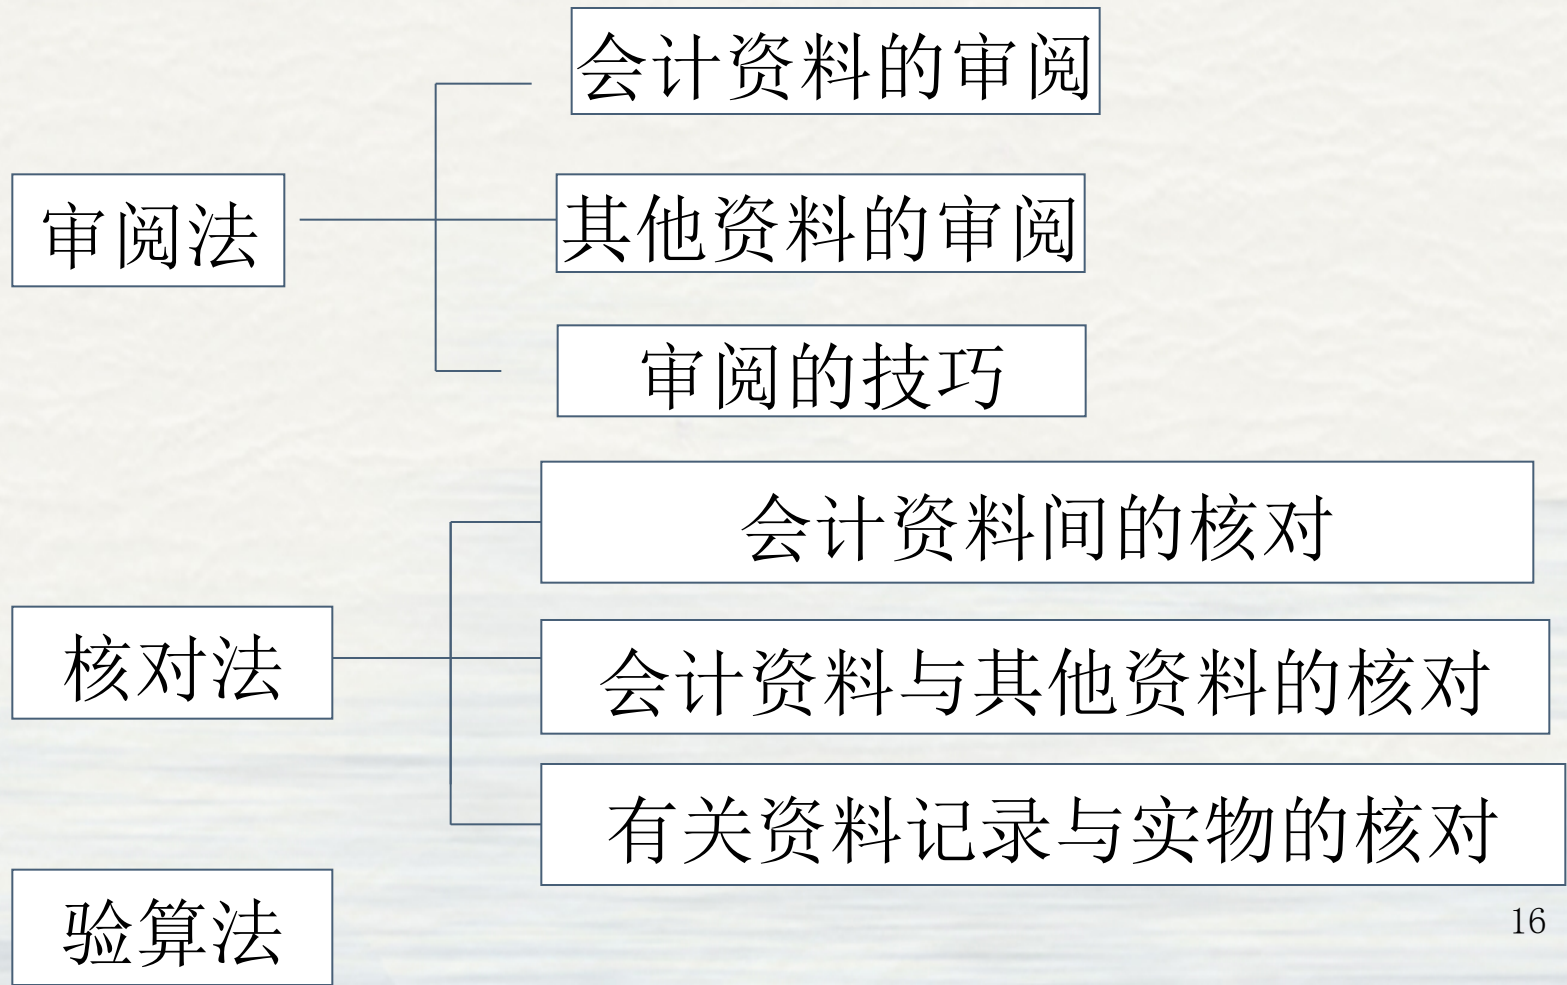 审阅法
会计资料的审阅
其他资料的审阅
审阅的技巧
核对法
会计资料间的核对
会计资料与其他资料的核对
有关资料记录与实物的核对
验算法
16